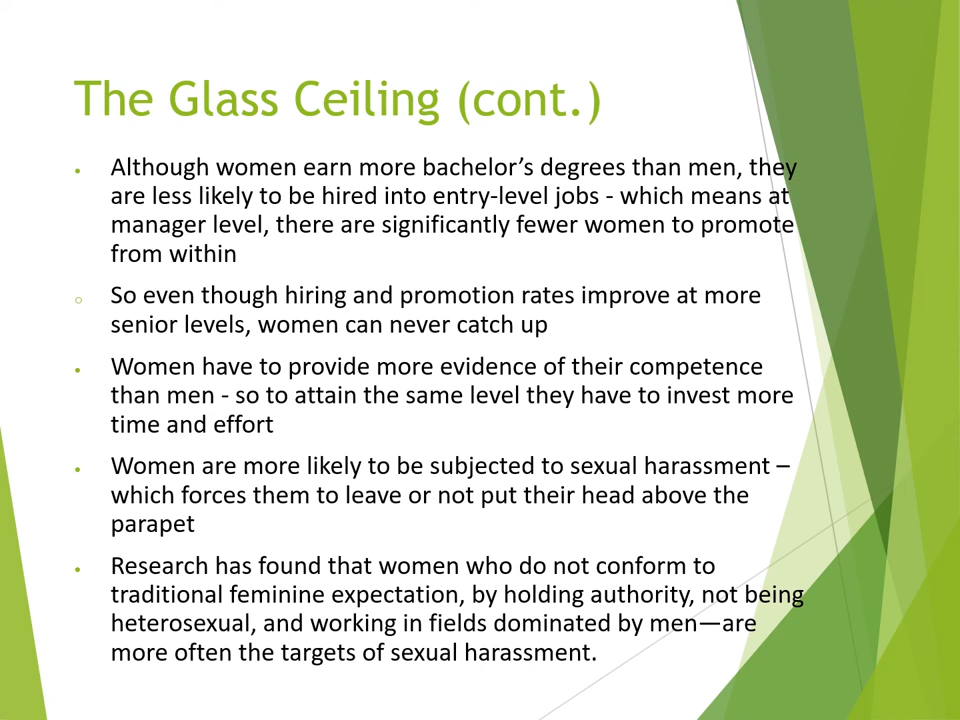 The Glass Ceiling (cont.)
• Although women earn more bachelor’s degrees than men, they
are less likely to be hired into entry-level jobs - which means at
manager level, there are significantly fewer women to promote
from within
○ So even though hiring and promotion rates improve at more
senior levels, women can never catch up
• Women have to provide more evidence of their competence
than men - so to attain the same level they have to invest more
time and effort
• Women are more likely to be subjected to sexual harassment –
which forces them to leave or not put their head above the
parapet
• Research has found that women who do not conform to
traditional feminine expectation, by holding authority, not being
heterosexual, and working in fields dominated by men—are
more often the targets of sexual harassment.